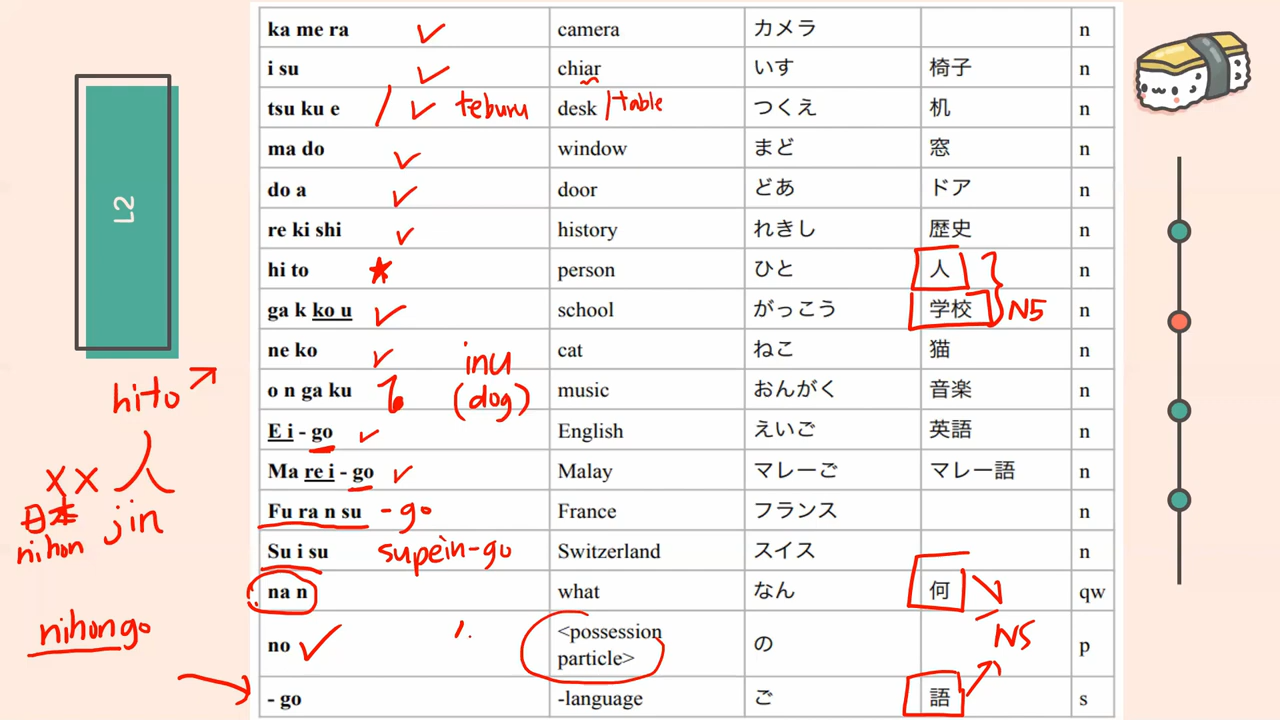 L2
ka me ra camera カメラ n
i su chiar いす 椅子 n
tsu ku e / teburu desk /table つくえ 机 n
ma do window まど 窓 n
do a door どあ ドア n
re ki shi history れきし 歴史 n
hi to person ひと 人 n
ga k ko u school がっこう 学校 N5 n
ne ko cat ねこ 猫 n
inu
(dog)
o n ga ku music おんがく 音楽 n
E i - go English えいご 英語 n
Ma re i - go Malay マレーご マレー語 n
Fu ra n su -go France フランス n
Su i su supein-go Switzerland スイス n
na n what なん 何 qw
no <possession particle> の p
N5
- go -language ご 語 s
hito
xx 人
日本 jin
nihon
nihongo